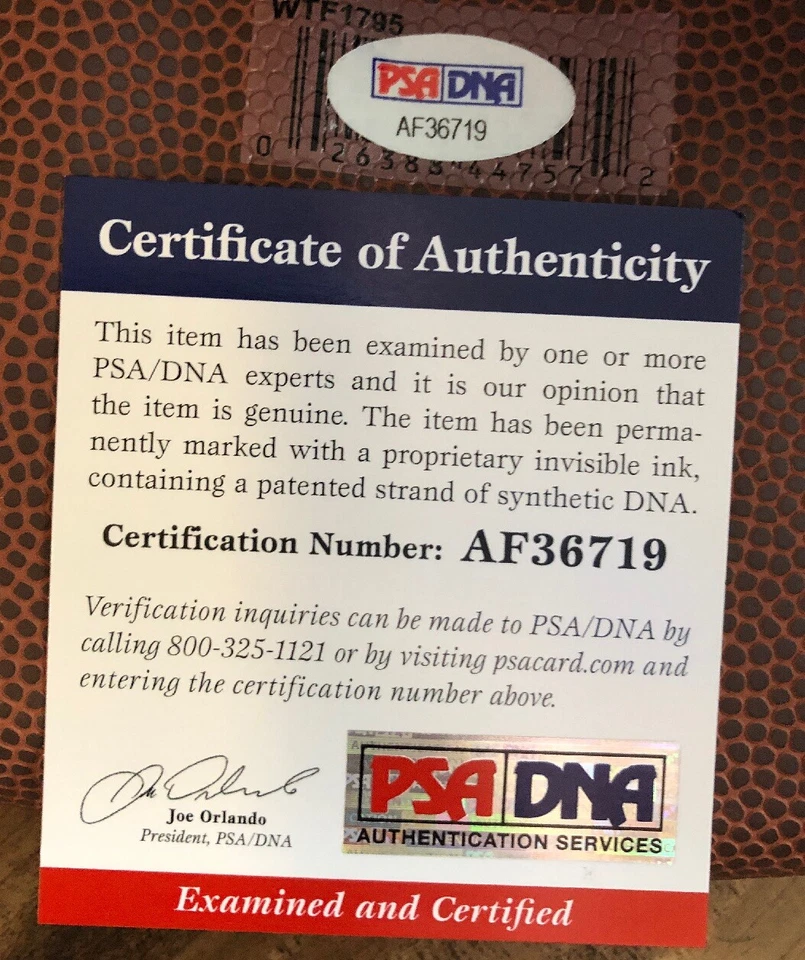 WTF1795
PSA DNA
AF36719
0 26388 44757 2
Certificate of Authenticity
This item has been examined by one or more
PSA/DNA experts and it is our opinion that
the item is genuine. The item has been perma-
nently marked with a proprietary invisible ink,
containing a patented strand of synthetic DNA.
Certification Number: AF36719
Verification inquiries can be made to PSA/DNA by
calling 800-325-1121 or by visiting psacard.com and
entering the certification number above.
Joe Orlando
President, PSA/DNA
PSA DNA
AUTHENTICATION SERVICES
Examined and Certified